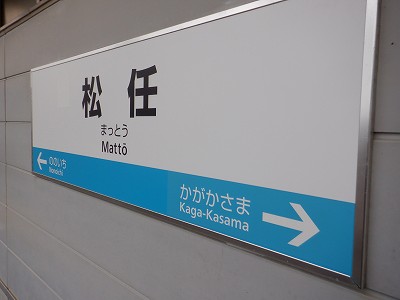 松任
まっとう
Mattō
ののいち
Nonoichi
かがかさま
Kaga-Kasama